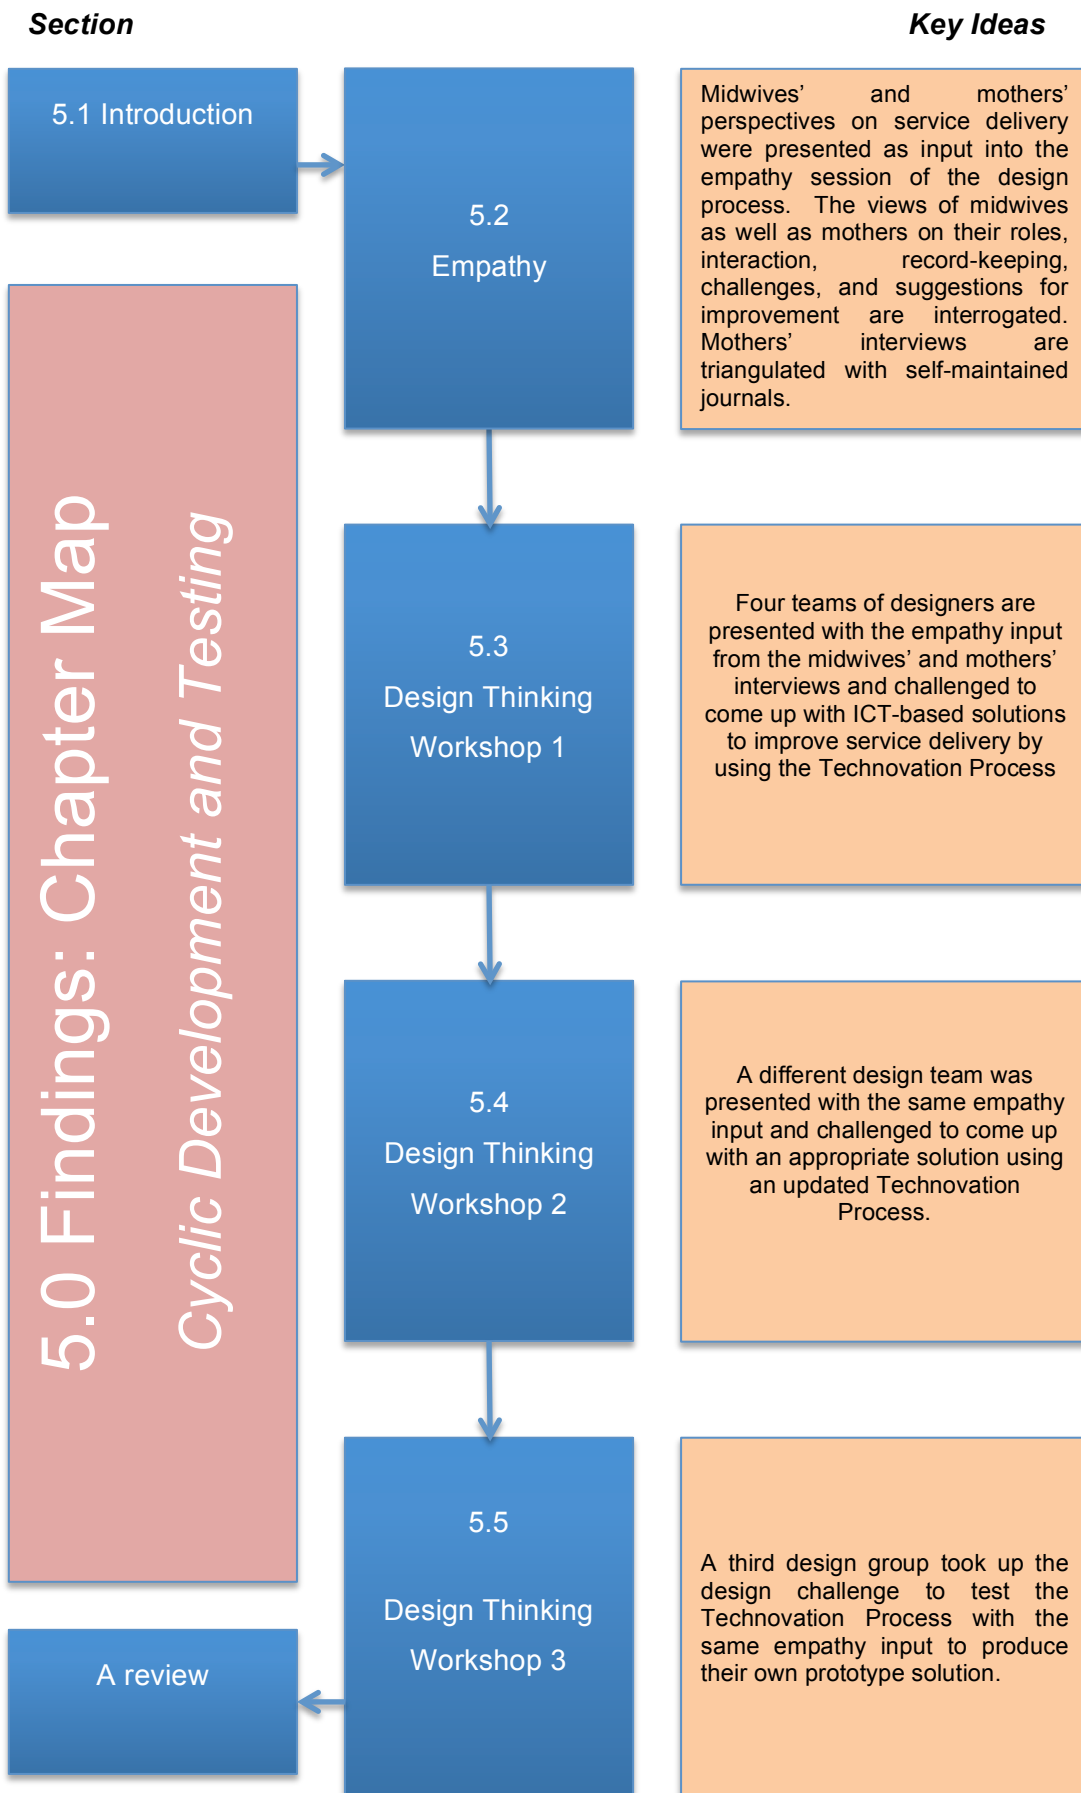 Section
Key Ideas
5.1 Introduction
5.2
Empathy
Midwives’ and mothers’
perspectives on service delivery
were presented as input into the
empathy session of the design
process. The views of midwives
as well as mothers on their roles,
interaction, record-keeping,
challenges, and suggestions for
improvement are interrogated.
Mothers’ interviews are
triangulated with self-maintained
journals.
5.0 Findings: Chapter Map
Cyclic Development and Testing
5.3
Design Thinking
Workshop 1
Four teams of designers are
presented with the empathy input
from the midwives’ and mothers’
interviews and challenged to
come up with ICT-based solutions
to improve service delivery by
using the Technovation Process
5.4
Design Thinking
Workshop 2
A different design team was
presented with the same empathy
input and challenged to come up
with an appropriate solution using
an updated Technovation
Process.
5.5
Design Thinking
Workshop 3
A third design group took up the
design challenge to test the
Technovation Process with the
same empathy input to produce
their own prototype solution.
A review